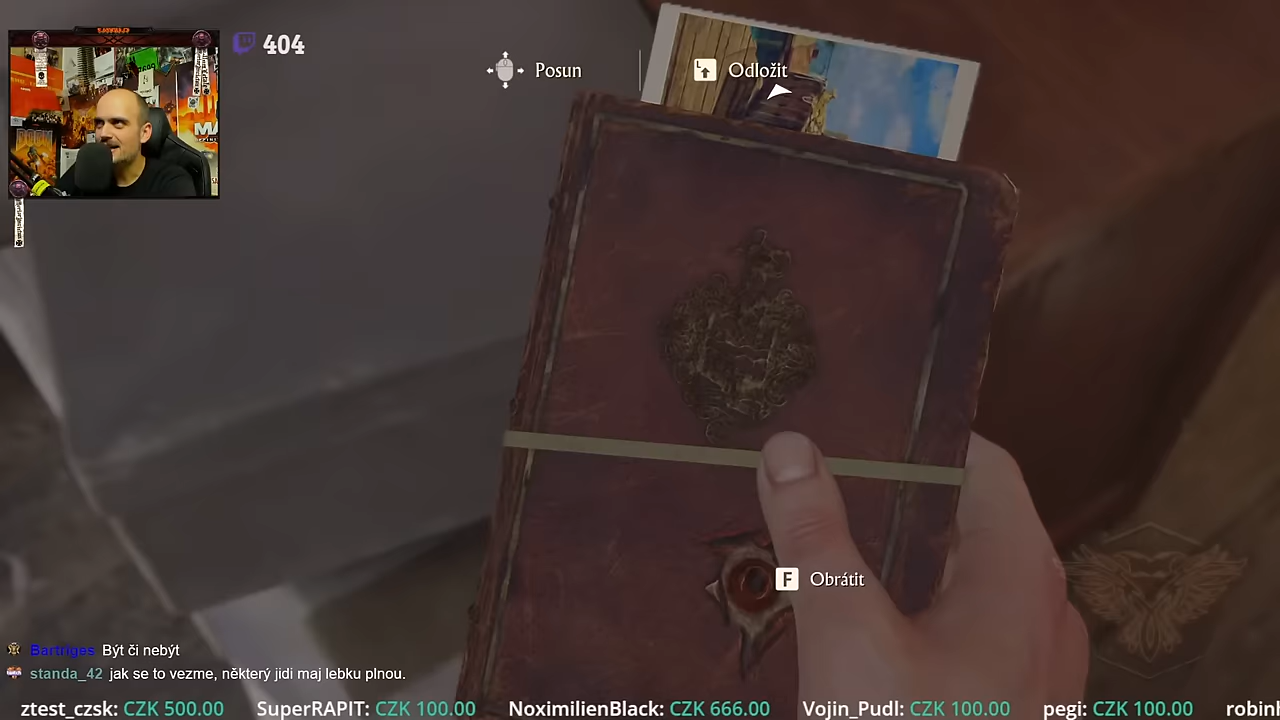 404
Posun
L
Odložit
DOOM
F Obrátit
Bartriges Být či nebýt
standa_42 jak se to vezme, některý jidi maj lebku plnou.
ztest_czsk: CZK 500.00 SuperRAPIT: CZK 100.00 NoximilienBlack: CZK 666.00 Vojin_Pudl: CZK 100.00 pegi: CZK 100.00